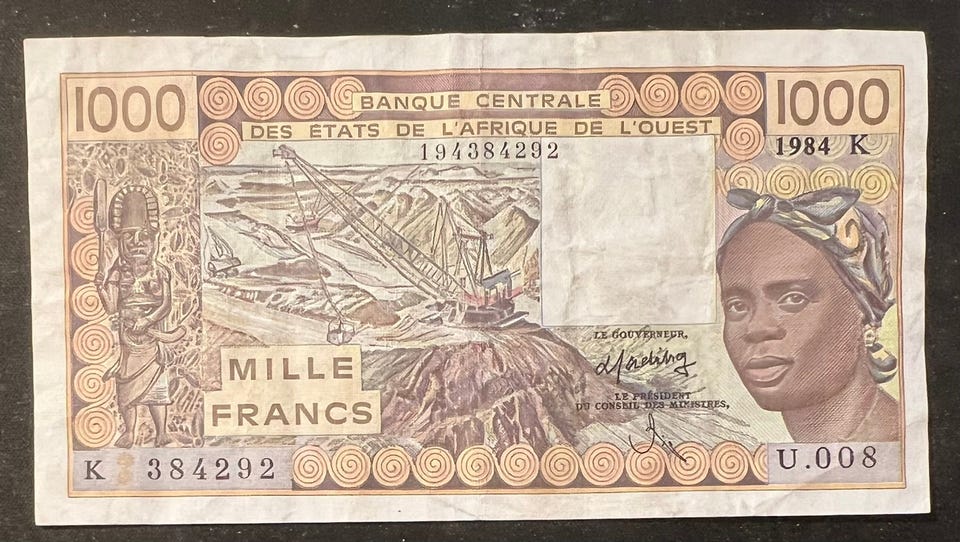 1000
BANQUE CENTRALE
1000
DES ÉTATS DE L'AFRIQUE DE L'OUEST
194384292
1984 K
LE GOUVERNEUR,
MILLE
FRANCS
LE PRÉSIDENT
DU CONSEIL DES MINISTRES,
K 384292
U.008